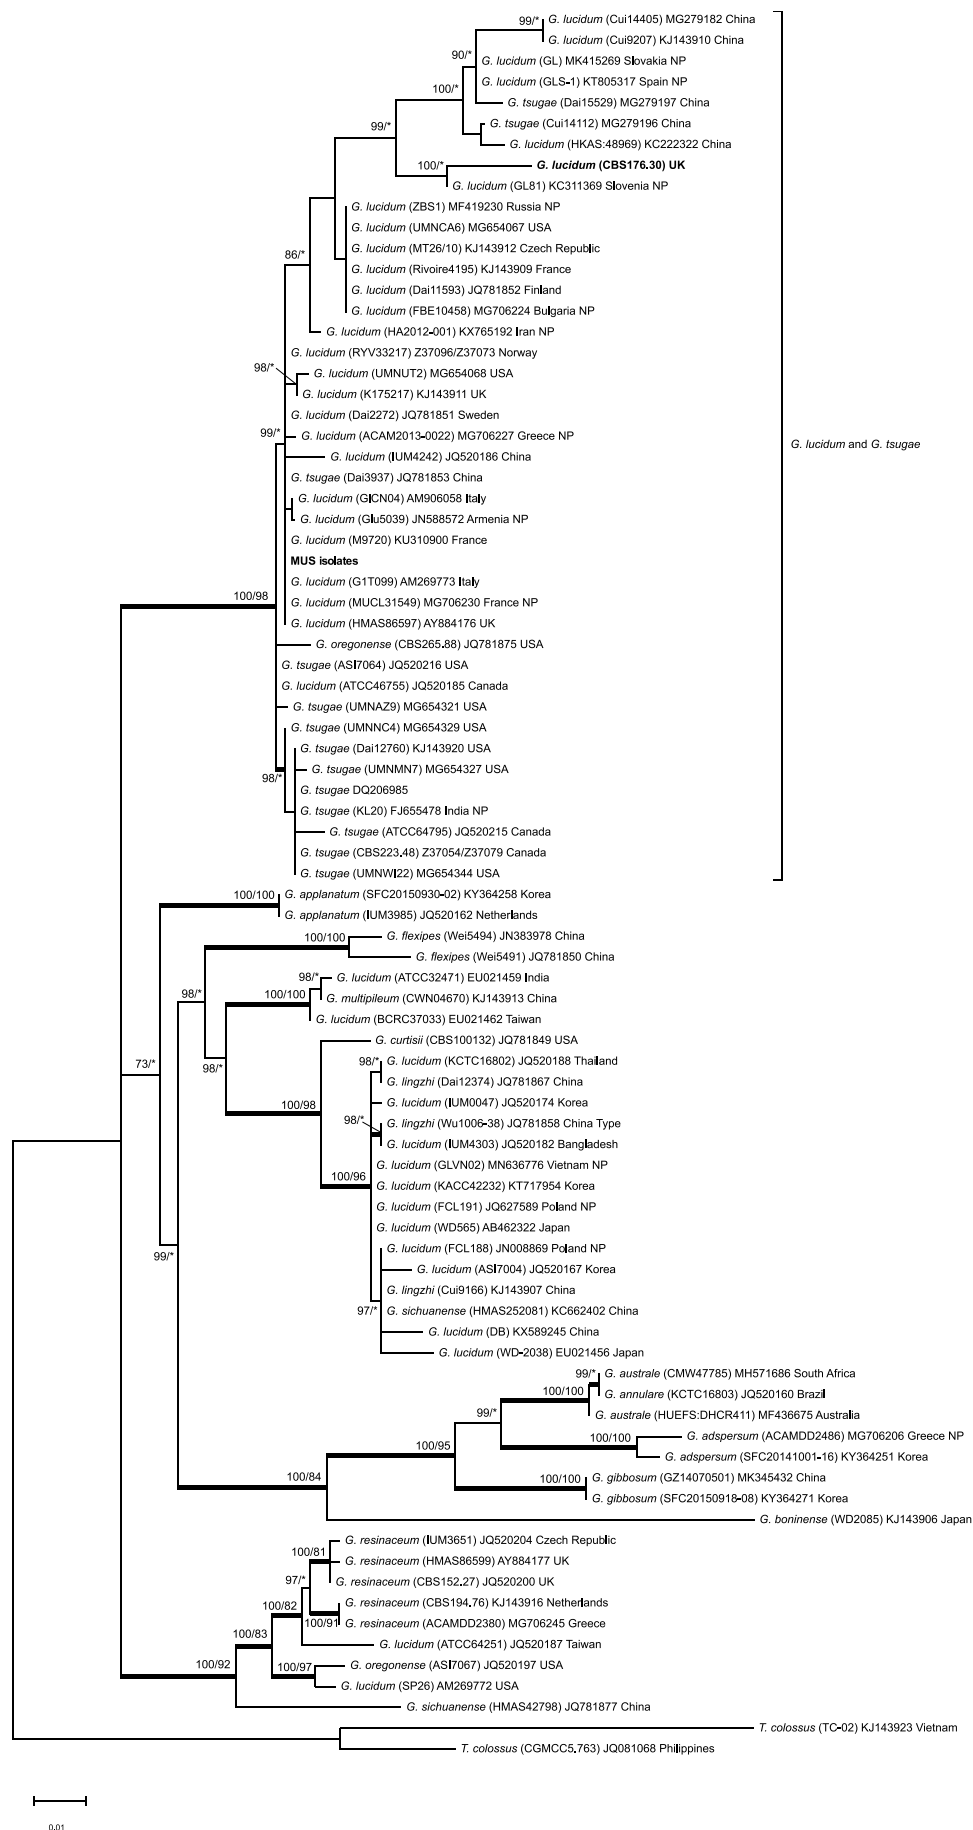 99/*
G. lucidum (Cui14405) MG279182 China
G. lucidum (Cui9207) KJ143910 China
90/*
G. lucidum (GL) MK415269 Slovakia NP
G. lucidum (GLS-1) KT805317 Spain NP
100/*
G. tsugae (Dai15529) MG279197 China
G. tsugae (Cui14112) MG279196 China
99/*
G. lucidum (HKAS:48969) KC222322 China
100/*
G. lucidum (CBS176.30) UK
G. lucidum (GL81) KC311369 Slovenia NP
G. lucidum (ZBS1) MF419230 Russia NP
G. lucidum (UMNCA6) MG654067 USA
86/*
G. lucidum (MT26/10) KJ143912 Czech Republic
G. lucidum (Rivoire4195) KJ143909 France
G. lucidum (Dai11593) JQ781852 Finland
G. lucidum (FBE10458) MG706224 Bulgaria NP
G. lucidum (HA2012-001) KX765192 Iran NP
G. lucidum (RYV33217) Z37096/Z37073 Norway
98/*
G. lucidum (UMNUT2) MG654068 USA
G. lucidum (K175217) KJ143911 UK
G. lucidum (Dai2272) JQ781851 Sweden
99/*
G. lucidum (ACAM2013-0022) MG706227 Greece NP
G. lucidum and G. tsugae
G. lucidum (IUM4242) JQ520186 China
G. tsugae (Dai3937) JQ781853 China
G. lucidum (GlCN04) AM906058 Italy
G. lucidum (Glu5039) JN588572 Armenia NP
G. lucidum (M9720) KU310900 France
MUS isolates
G. lucidum (G1T099) AM269773 Italy
100/98
G. lucidum (MUCL31549) MG706230 France NP
G. lucidum (HMAS86597) AY884176 UK
G. oregonense (CBS265.88) JQ781875 USA
G. tsugae (ASI7064) JQ520216 USA
G. lucidum (ATCC46755) JQ520185 Canada
G. tsugae (UMNAZ9) MG654321 USA
G. tsugae (UMNNC4) MG654329 USA
G. tsugae (Dai12760) KJ143920 USA
98/*
G. tsugae (UMNMN7) MG654327 USA
G. tsugae DQ206985
G. tsugae (KL20) FJ655478 India NP
G. tsugae (ATCC64795) JQ520215 Canada
G. tsugae (CBS223.48) Z37054/Z37079 Canada
G. tsugae (UMNWI22) MG654344 USA
100/100
G. applanatum (SFC20150930-02) KY364258 Korea
G. applanatum (IUM3985) JQ520162 Netherlands
100/100
G. flexipes (Wei5494) JN383978 China
G. flexipes (Wei5491) JQ781850 China
98/*
G. lucidum (ATCC32471) EU021459 India
98/*
100/100
G. multipileum (CWN04670) KJ143913 China
G. lucidum (BCRC37033) EU021462 Taiwan
G. curtisii (CBS100132) JQ781849 USA
73/*
98/*
98/*
G. lucidum (KCTC16802) JQ520188 Thailand
G. lingzhi (Dai12374) JQ781867 China
100/98
G. lucidum (IUM0047) JQ520174 Korea
98/*
G. lingzhi (Wu1006-38) JQ781858 China Type
G. lucidum (IUM4303) JQ520182 Bangladesh
G. lucidum (GLVN02) MN636776 Vietnam NP
100/96
G. lucidum (KACC42232) KT717954 Korea
G. lucidum (FCL191) JQ627589 Poland NP
G. lucidum (WD565) AB462322 Japan
99/*
G. lucidum (FCL188) JN008869 Poland NP
G. lucidum (ASI7004) JQ520167 Korea
G. lingzhi (Cui9166) KJ143907 China
97/*
G. sichuanense (HMAS252081) KC662402 China
G. lucidum (DB) KX589245 China
G. lucidum (WD-2038) EU021456 Japan
99/*
G. australe (CMW47785) MH571686 South Africa
100/100
G. annulare (KCTC16803) JQ520160 Brazil
99/*
G. australe (HUEFS:DHCR411) MF436675 Australia
100/100
G. adspersum (ACAMDD2486) MG706206 Greece NP
100/95
G. adspersum (SFC20141001-16) KY364251 Korea
100/84
100/100
G. gibbosum (GZ14070501) MK345432 China
G. gibbosum (SFC20150918-08) KY364271 Korea
G. boninense (WD2085) KJ143906 Japan
G. resinaceum (IUM3651) JQ520204 Czech Republic
100/81
G. resinaceum (HMAS86599) AY884177 UK
97/*
G. resinaceum (CBS152.27) JQ520200 UK
100/82
G. resinaceum (CBS194.76) KJ143916 Netherlands
100/91
G. resinaceum (ACAMDD2380) MG706245 Greece
100/83
G. lucidum (ATCC64251) JQ520187 Taiwan
100/92
100/97
G. oregonense (ASI7067) JQ520197 USA
G. lucidum (SP26) AM269772 USA
G. sichuanense (HMAS42798) JQ781877 China
T. colossus (TC-02) KJ143923 Vietnam
T. colossus (CGMCC5.763) JQ081068 Philippines
0.01